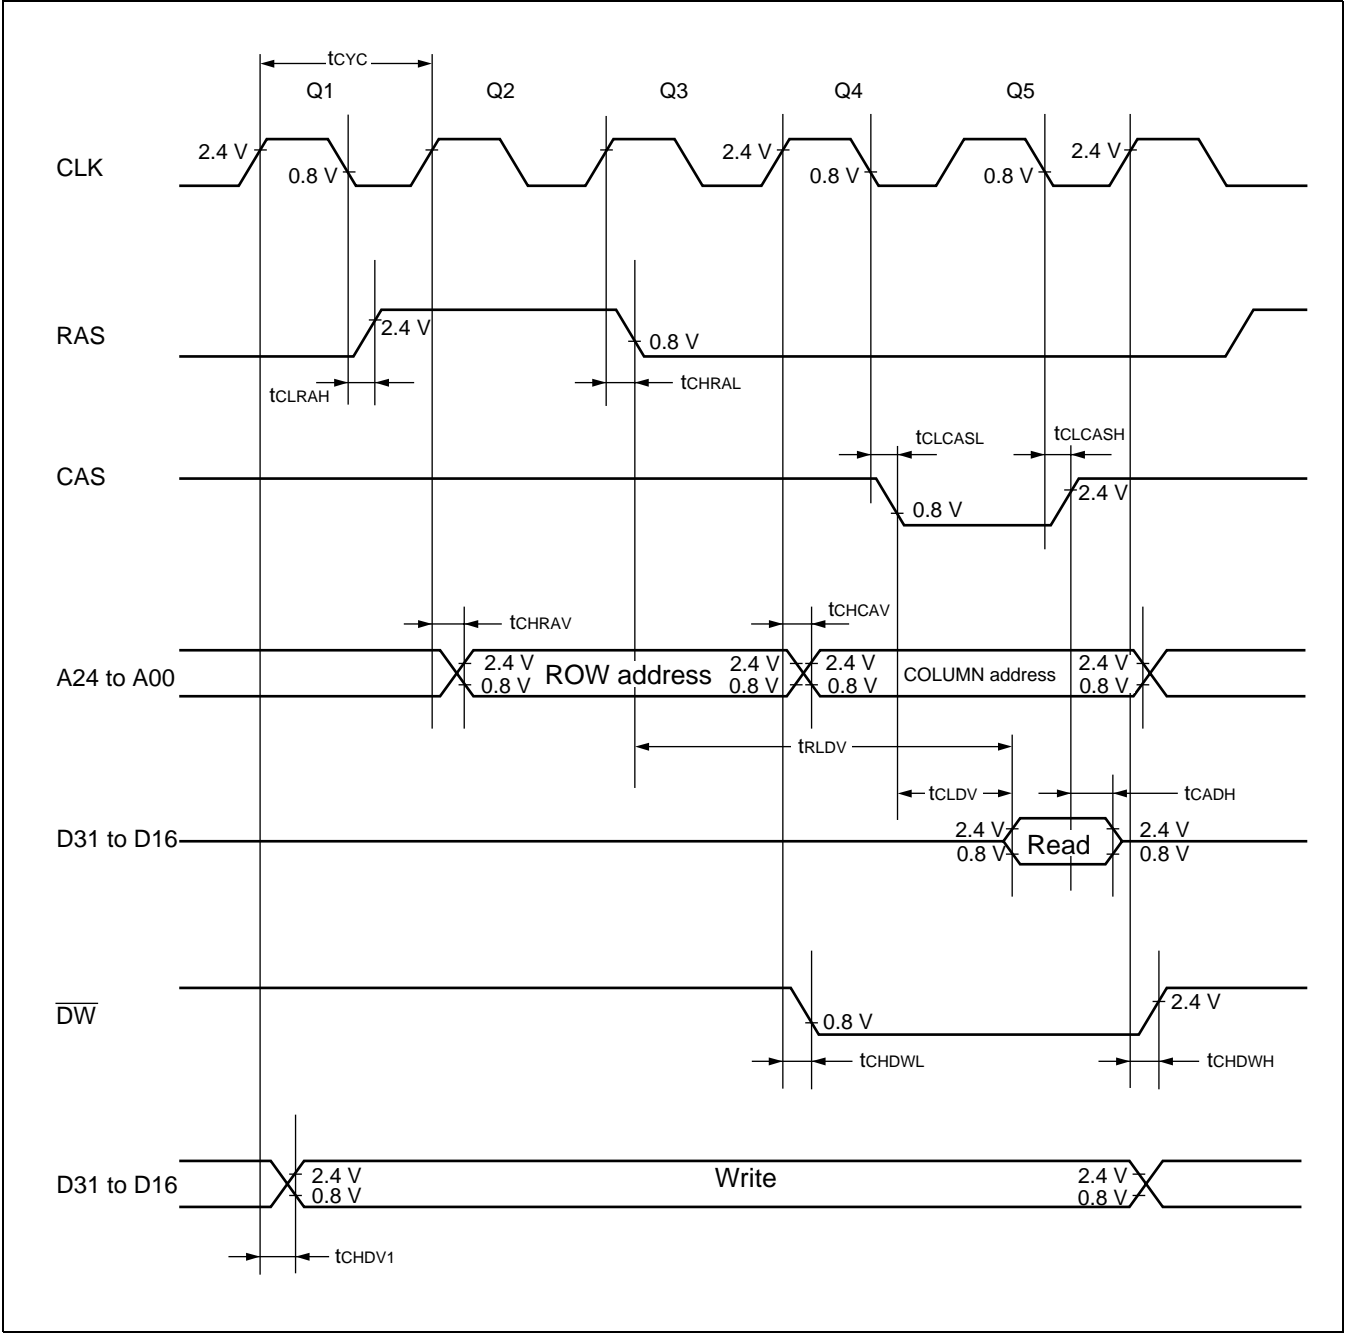 tCYC
Q1 Q2 Q3 Q4 Q5
CLK 2.4 V 0.8 V 2.4 V 0.8 V 0.8 V 2.4 V
RAS 2.4 V 0.8 V
tCLRAH tCHRAL
tCLCASL tCLCASH
CAS 0.8 V 2.4 V
tCHRAV tCHCAV
A24 to A00 2.4 V 0.8 V ROW address 2.4 V 0.8 V 2.4 V 0.8 V COLUMN address 2.4 V 0.8 V
tRLDV
tCLDV tCADH
D31 to D16 2.4 V 0.8 V Read 2.4 V 0.8 V
DW 0.8 V 2.4 V
tCHDWL tCHDWH
D31 to D16 2.4 V 0.8 V Write 2.4 V 0.8 V
tCHDV1